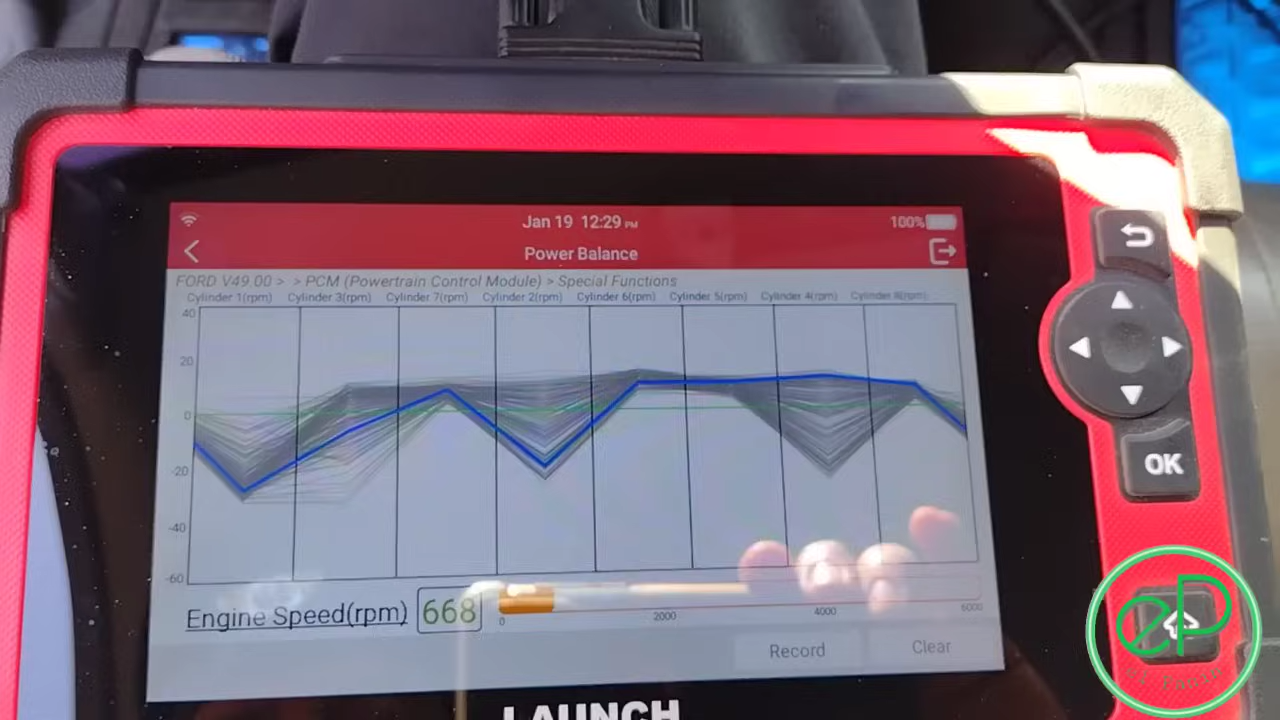 Jan 19 12:29 PM 100%
Power Balance
FORD V49 00 > > PCM (Powertrain Control Module) > Special Functions
Cylinder 1(rpm) Cylinder 3(rpm) Cylinder 7(rpm) Cylinder 2(rpm) Cylinder 6(rpm) Cylinder 5(rpm) Cylinder 4(rpm) Cylinder 8(rpm)
40
20
0
-20
-40
-60
Engine Speed(rpm) 668
0 2000 4000 6000
Record Clear
LAUNCH
OK
eP